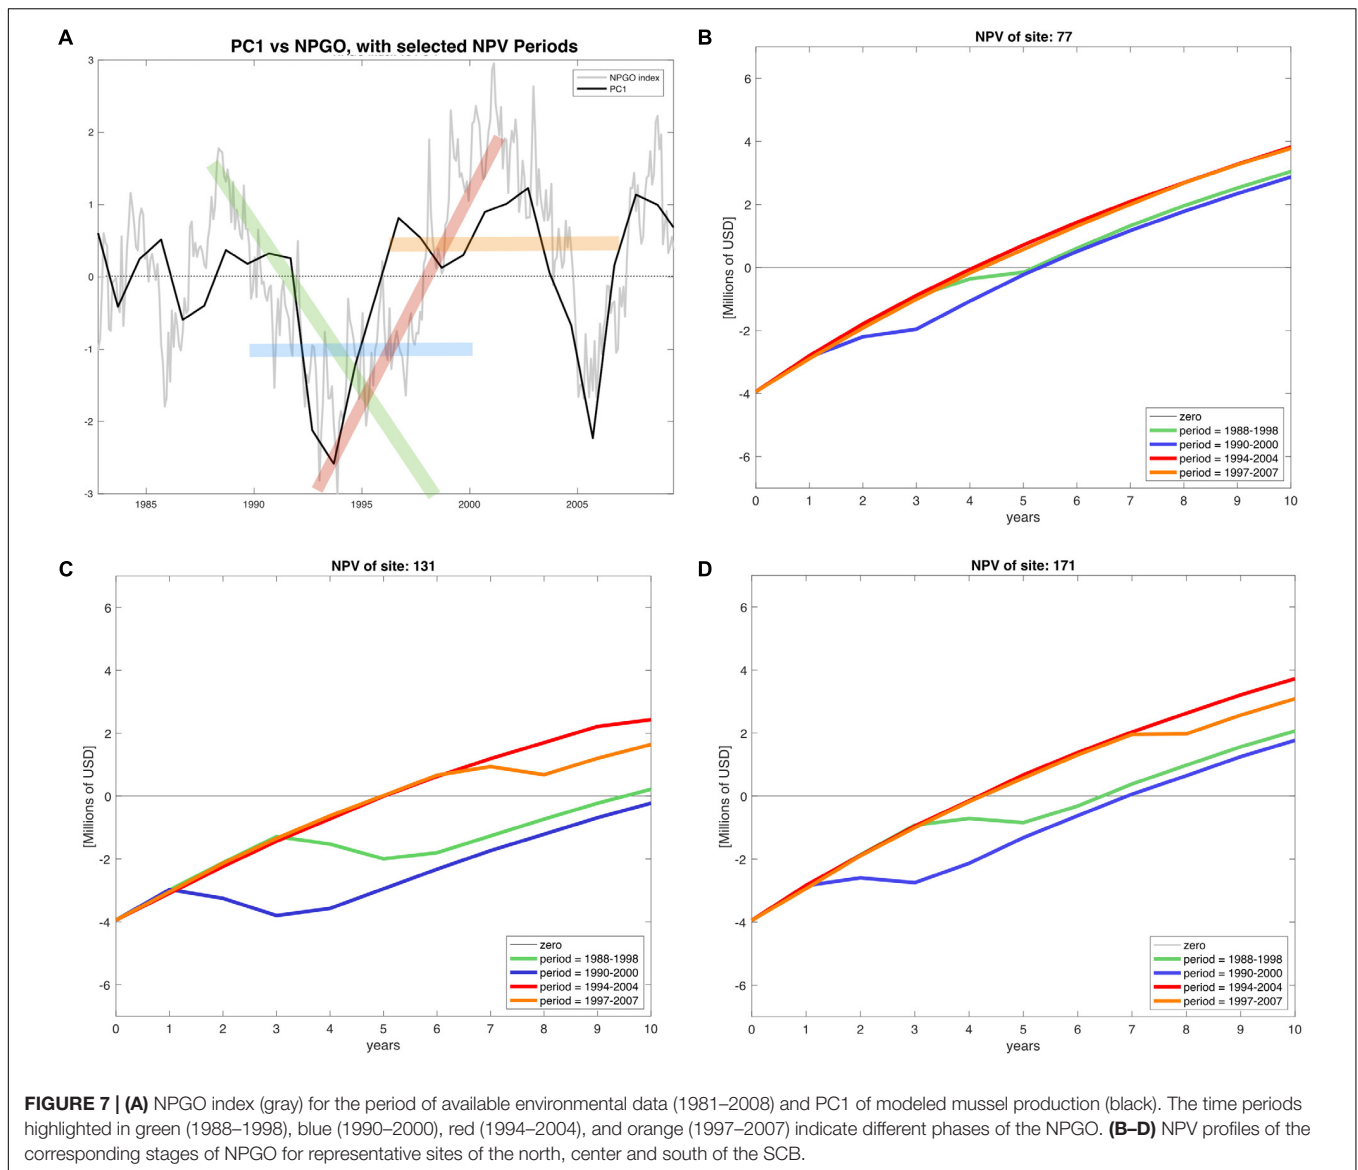 A
PC1 vs NPGO, with selected NPV Periods
NPGO index
PC1
3
2
1
0
-1
-2
-3
1985
1990
1995
2000
2005
B
NPV of site: 77
[Millions of USD]
6
4
2
0
-2
-4
-6
zero
period = 1988-1998
period = 1990-2000
period = 1994-2004
period = 1997-2007
0 1 2 3 4 5 6 7 8 9 10
years
C
NPV of site: 131
[Millions of USD]
6
4
2
0
-2
-4
-6
zero
period = 1988-1998
period = 1990-2000
period = 1994-2004
period = 1997-2007
0 1 2 3 4 5 6 7 8 9 10
years
D
NPV of site: 171
[Millions of USD]
6
4
2
0
-2
-4
-6
zero
period = 1988-1998
period = 1990-2000
period = 1994-2004
period = 1997-2007
0 1 2 3 4 5 6 7 8 9 10
years
FIGURE 7 | (A) NPGO index (gray) for the period of available environmental data (1981–2008) and PC1 of modeled mussel production (black). The time periods
highlighted in green (1988–1998), blue (1990–2000), red (1994–2004), and orange (1997–2007) indicate different phases of the NPGO. (B–D) NPV profiles of the
corresponding stages of NPGO for representative sites of the north, center and south of the SCB.